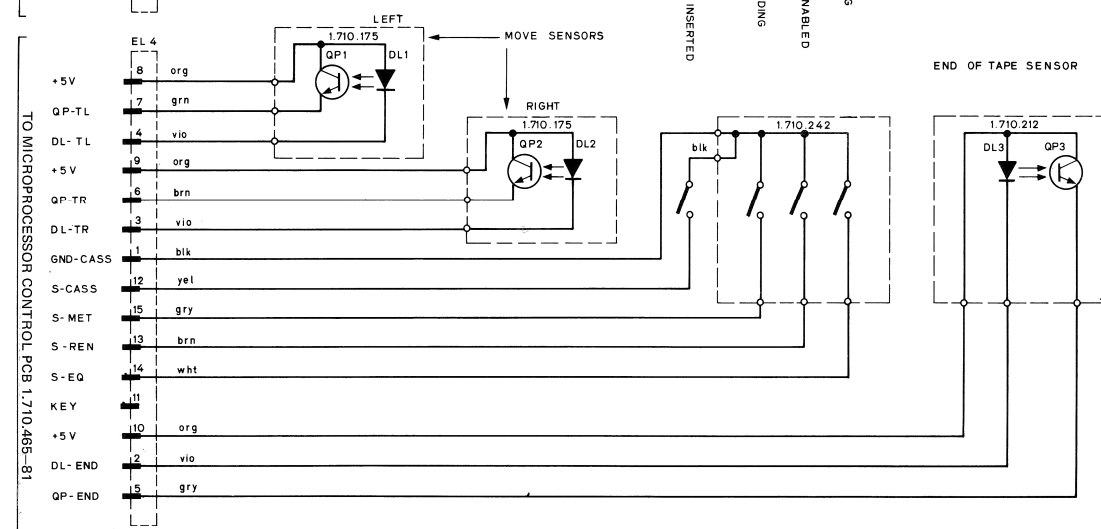 INSERTED
DING
NABLED
G
LEFT
1.710.175
MOVE SENSORS
QP1
DL1
RIGHT
1.710.175
QP2
DL2
1.710.242
blk
END OF TAPE SENSOR
1.710.212
DL3
QP3
EL 4
+5V 8 org
QP-TL 7 grn
DL-TL 4 vio
+5V 9 org
QP-TR 6 brn
DL-TR 3 vio
GND-CASS 1 blk
S-CASS 12 yel
S-MET 15 gry
S-REN 13 brn
S-EQ 14 wht
KEY 11
+5V 10 org
DL-END 2 vio
QP-END 5 gry
TO MICROPROCESSOR CONTROL PCB 1.710.465-81